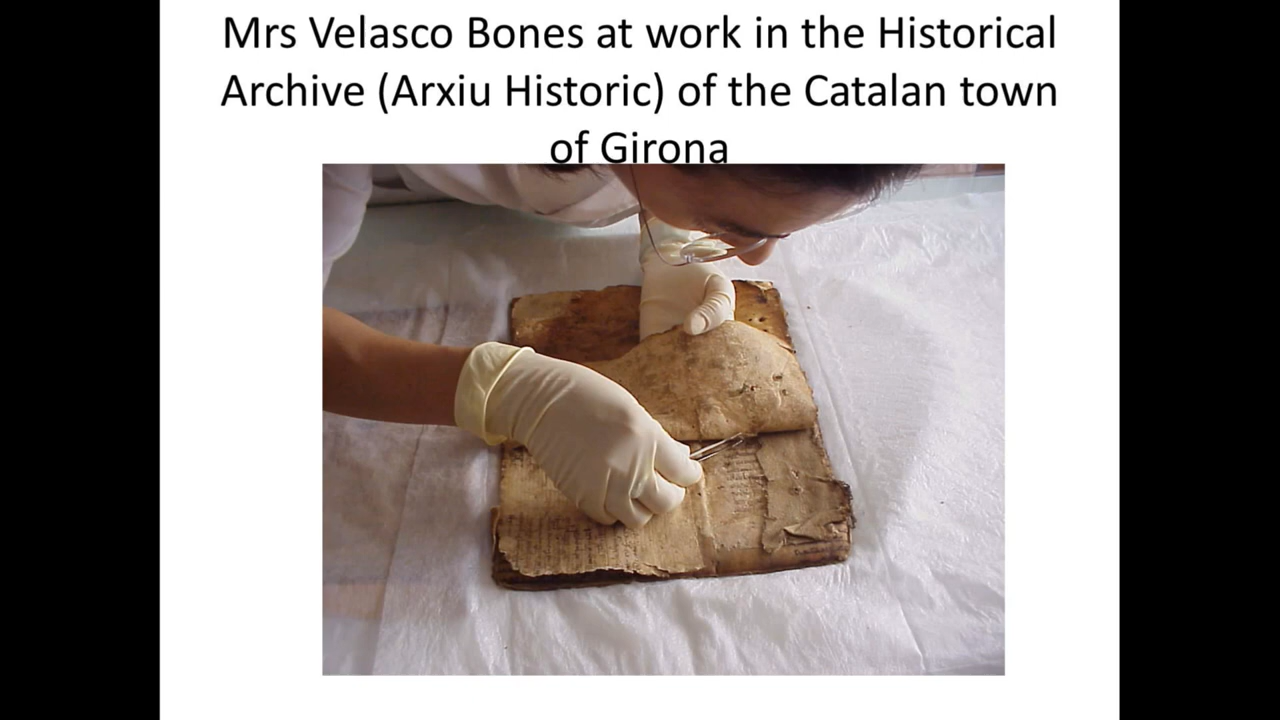 Mrs Velasco Bones at work in the Historical
Archive (Arxiu Historic) of the Catalan town
of Girona